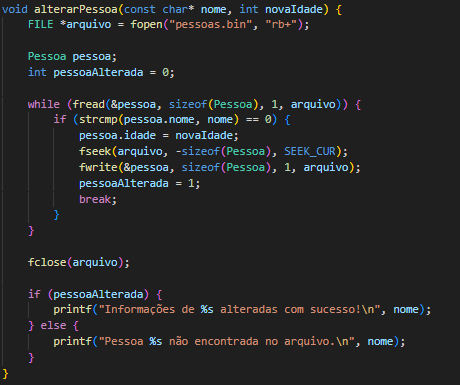 void alterarPessoa(const char* nome, int novaIdade) {
    FILE *arquivo = fopen("pessoas.bin", "rb+");

    Pessoa pessoa;
    int pessoaAlterada = 0;

    while (fread(&pessoa, sizeof(Pessoa), 1, arquivo)) {
        if (strcmp(pessoa.nome, nome) == 0) {
            pessoa.idade = novaIdade;
            fseek(arquivo, -sizeof(Pessoa), SEEK_CUR);
            fwrite(&pessoa, sizeof(Pessoa), 1, arquivo);
            pessoaAlterada = 1;
            break;
        }
    }

    fclose(arquivo);

    if (pessoaAlterada) {
        printf("Informações de %s alteradas com sucesso!\n", nome);
    } else {
        printf("Pessoa %s não encontrada no arquivo.\n", nome);
    }
}